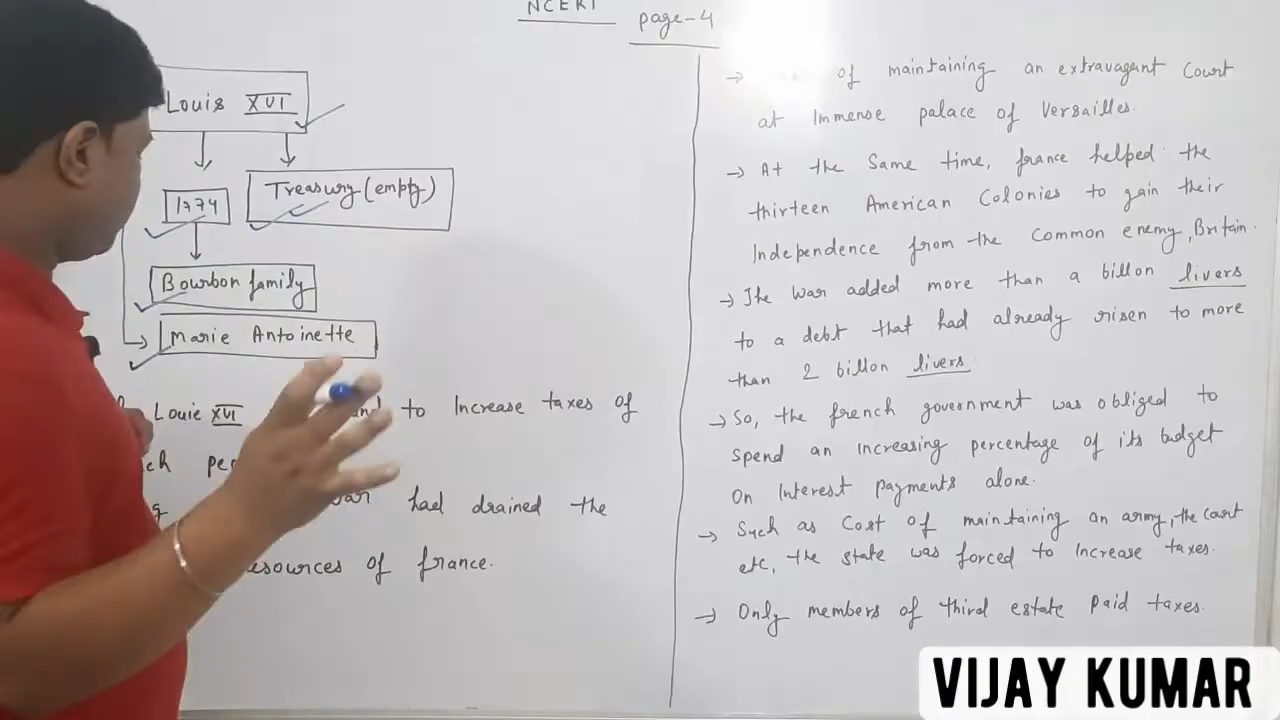 NCERT
page-4
Louis XVI
1774
Treasury (empty)
Bourbon family
Marie Antoinette
Louie XVI to Increase taxes of
war had drained the
resources of france.
→ of maintaining an extravagant Court
at Immense palace of Versailles.
→ At the Same time, france helped the
thirteen American Colonies to gain their
Independence from the common enemy, Britain.
→ The war added more than a billon livers
to a debt that had already risen to more
than 2 billon livers.
→ So, the french government was obliged to
spend an increasing percentage of its budget
on Interest payments alone.
→ Such as Cost of maintaining an army, the cart
etc, the state was forced to Increase taxes.
→ Only members of third estate paid taxes.
VIJAY KUMAR